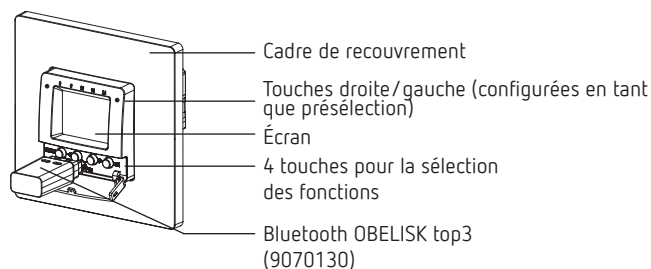 Cadre de recouvrement
Touches droite/gauche (configurées en tant
que présélection)
Écran
4 touches pour la sélection
des fonctions
Bluetooth OBELISK top3
(9070130)